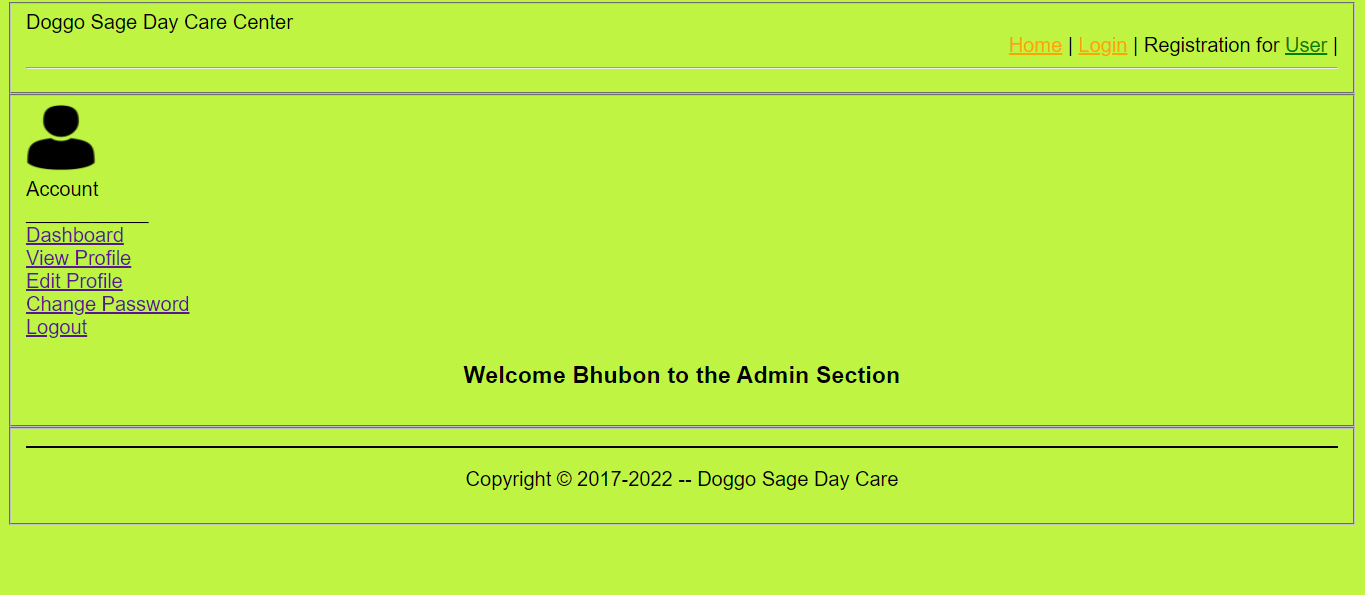 Doggo Sage Day Care Center
Home | Login | Registration for User |
Account
___________
Dashboard
View Profile
Edit Profile
Change Password
Logout
Welcome Bhubon to the Admin Section
Copyright © 2017-2022 -- Doggo Sage Day Care